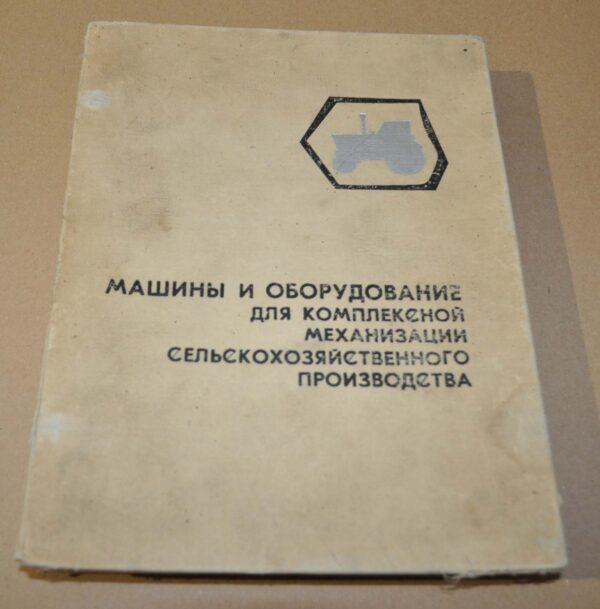 МАШИНЫ И ОБОРУДОВАНИЕ
ДЛЯ КОМПЛЕКСНОЙ
МЕХАНИЗАЦИИ
СЕЛЬСКОХОЗЯЙСТВЕННОГО
ПРОИЗВОДСТВА